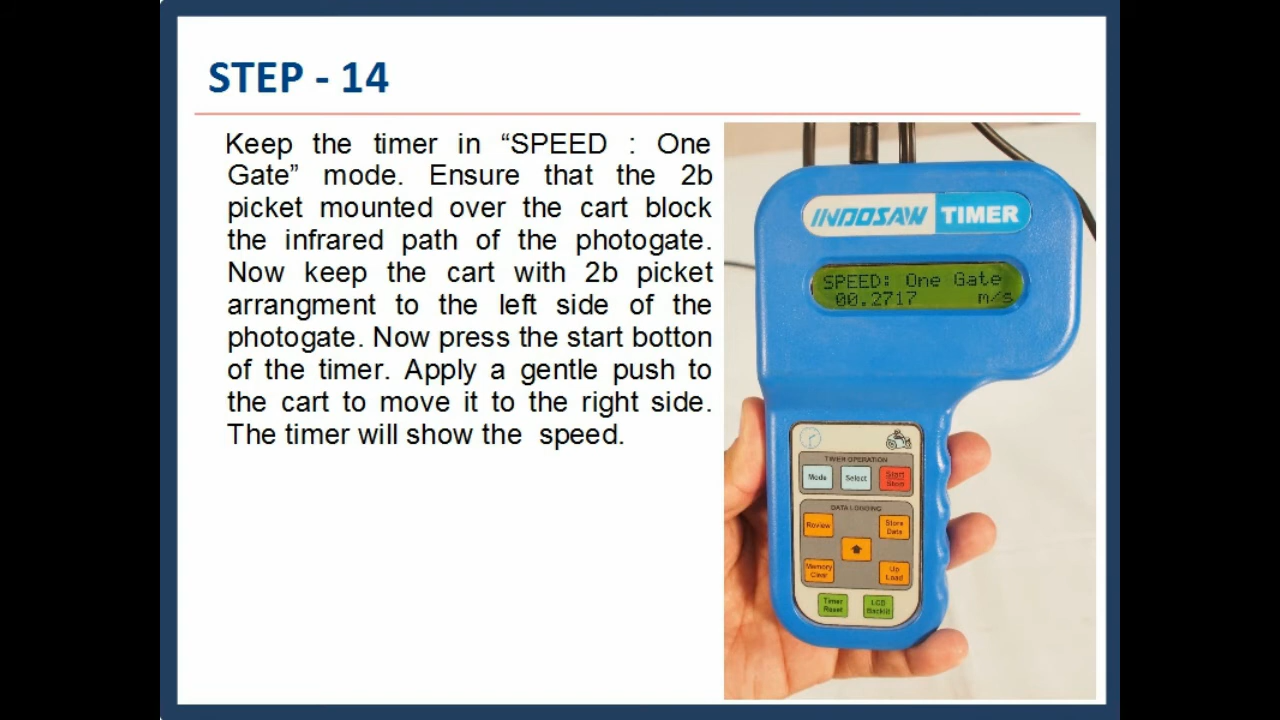 STEP - 14
Keep the timer in “SPEED : One
Gate” mode. Ensure that the 2b
picket mounted over the cart block
the infrared path of the photogate.
Now keep the cart with 2b picket
arrangment to the left side of the
photogate. Now press the start botton
of the timer. Apply a gentle push to
the cart to move it to the right side.
The timer will show the speed.
INDOSAW TIMER
SPEED: One Gate
00.2717 m/s
TIMER OPERATION
Mode Select Start
Stop
DATA LOGGING
Review Store
Data
Memory
Clear
Up
Load
Timer
Reset
LCD
Backlit